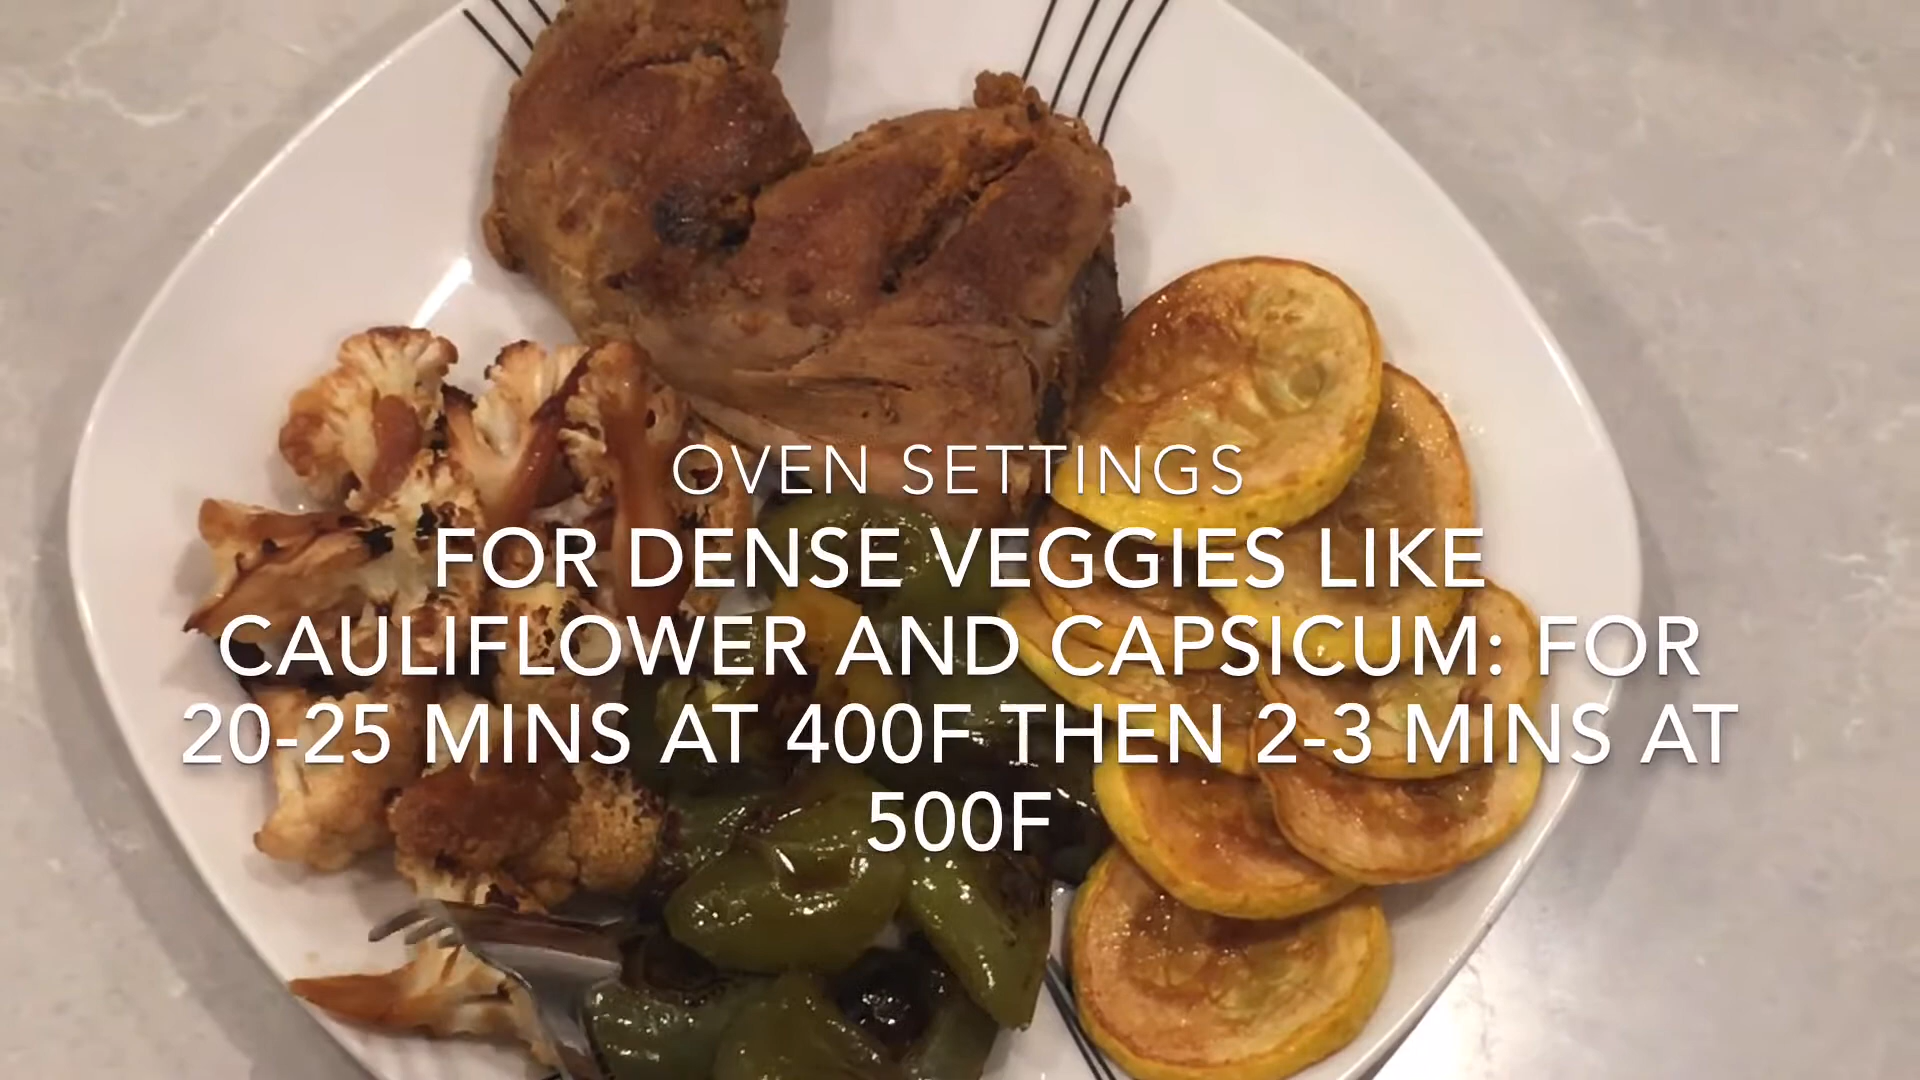 OVEN SETTINGS
FOR DENSE VEGGIES LIKE
CAULIFLOWER AND CAPSICUM: FOR
20-25 MINS AT 400F THEN 2-3 MINS AT
500F